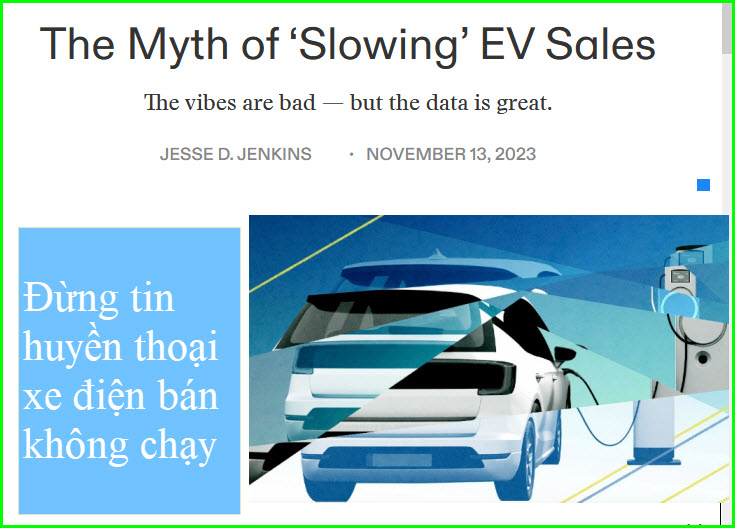 The Myth of ‘Slowing’ EV Sales
The vibes are bad — but the data is great.
JESSE D. JENKINS • NOVEMBER 13, 2023
Đừng tin
huyền thoại
xe điện bán
không chạy